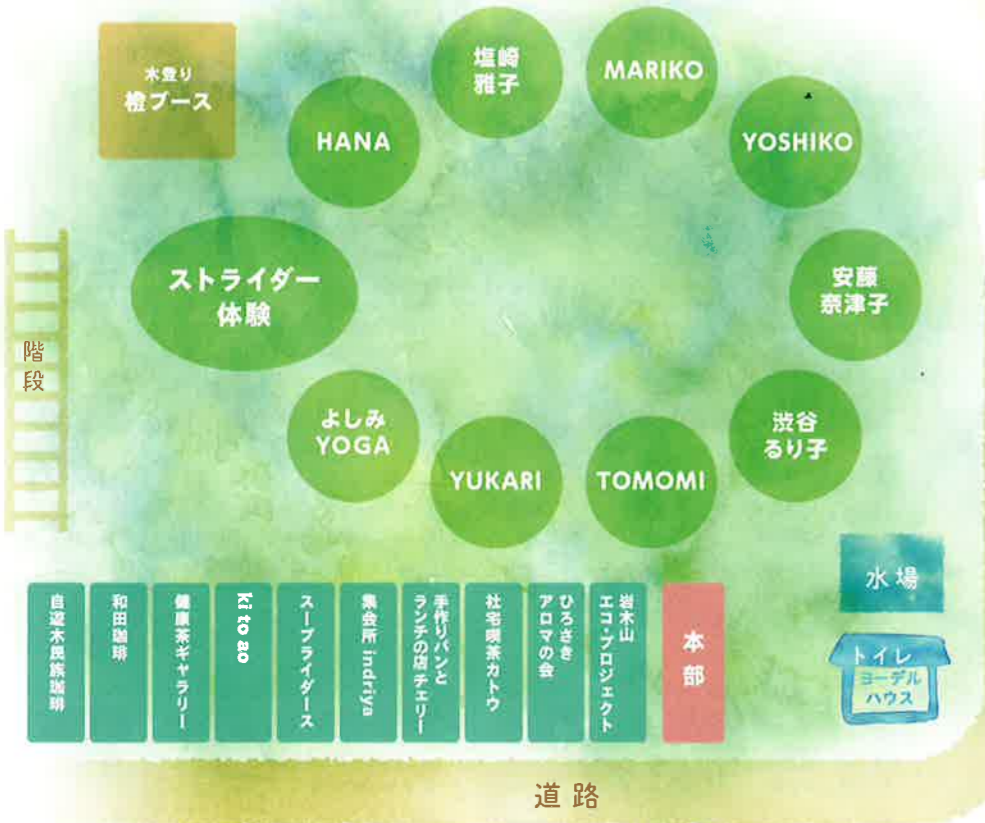 木登り
橙ブース
HANA
塩崎
雅子
MARIKO
YOSHIKO
ストライダー
体験
安藤
奈津子
階
段
よしみ
YOGA
YUKARI
TOMOMI
渋谷
るり子
水場
トイレ
ヨーデル
ハウス
自遊木民族珈琲
和田珈琲
健康茶ギャラリー
ki to ao
スープライダース
集会所 indriya
手作りパンと
ランチの店 チェリー
社宅喫茶カトウ
ひろさき
アロマの会
岩木山
エコ・プロジェクト
本部
道路